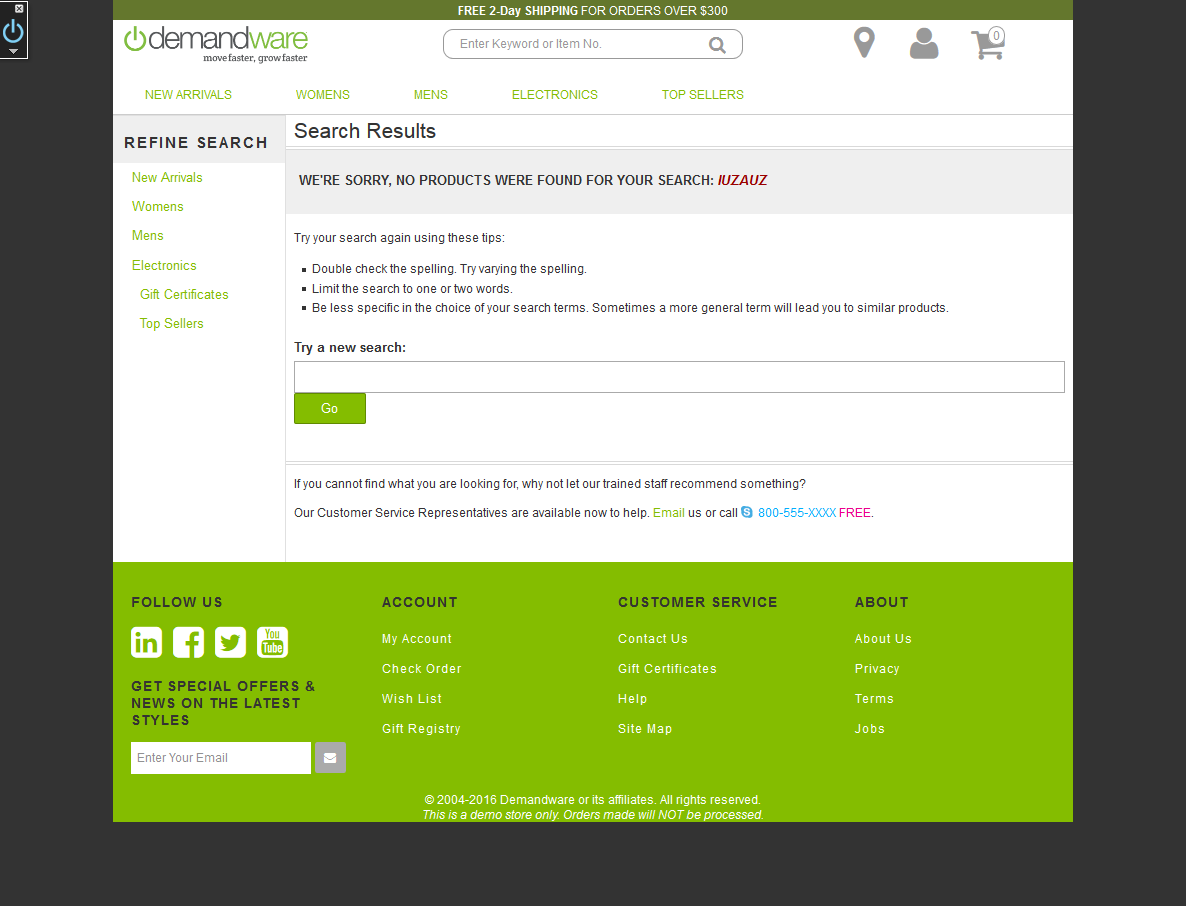 FREE 2-Day SHIPPING FOR ORDERS OVER $300
demandware
move faster, grow faster
Enter Keyword or Item No.
0
NEW ARRIVALS WOMENS MENS ELECTRONICS TOP SELLERS
REFINE SEARCH
New Arrivals
Womens
Mens
Electronics
Gift Certificates
Top Sellers
Search Results
WE'RE SORRY, NO PRODUCTS WERE FOUND FOR YOUR SEARCH: IUZAUZ
Try your search again using these tips:
Double check the spelling. Try varying the spelling.
Limit the search to one or two words.
Be less specific in the choice of your search terms. Sometimes a more general term will lead you to similar products.
Try a new search:
Go
If you cannot find what you are looking for, why not let our trained staff recommend something?
Our Customer Service Representatives are available now to help. Email us or call 800-555-XXXX FREE.
FOLLOW US
in f You Tube
GET SPECIAL OFFERS &
NEWS ON THE LATEST
STYLES
Enter Your Email
ACCOUNT
My Account
Check Order
Wish List
Gift Registry
CUSTOMER SERVICE
Contact Us
Gift Certificates
Help
Site Map
ABOUT
About Us
Privacy
Terms
Jobs
© 2004-2016 Demandware or its affiliates. All rights reserved.
This is a demo store only. Orders made will NOT be processed.